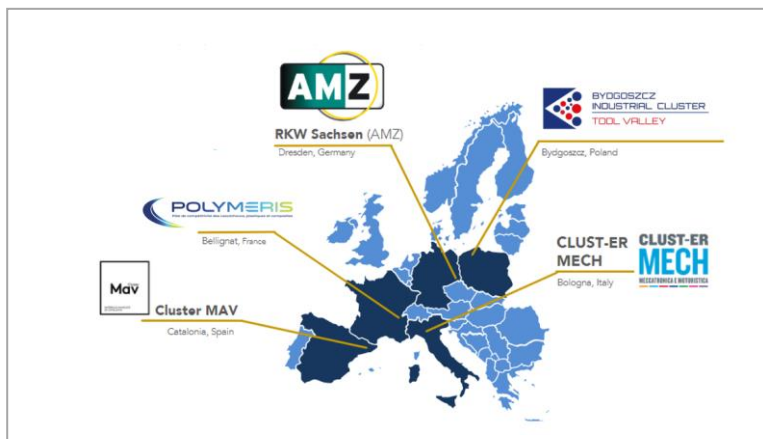 AMZ
RKW Sachsen (AMZ)
Dresden, Germany
BYDGOSZCZ
INDUSTRIAL CLUSTER
TOOL VALLEY
Bydgoszcz, Poland
POLYMERIS
Bellignat, France
CLUST-ER
MECH
Bologna, Italy
CLUST-ER
MECH
MECCATRONICA E MOTORISTICA
Mav
Cluster MAV
Catalonia, Spain